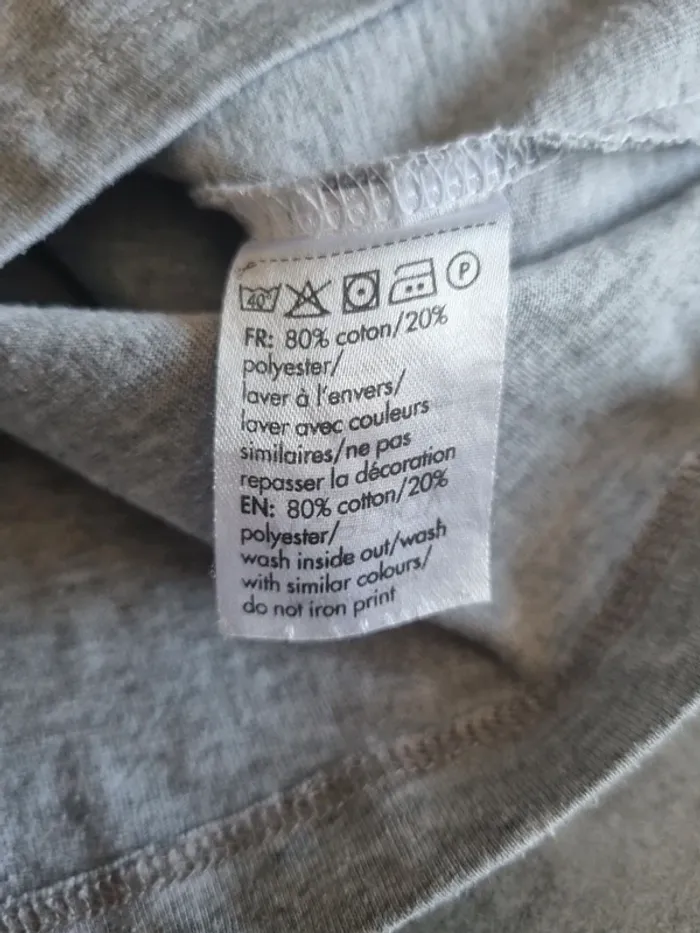 40° P
FR: 80% coton/20%
polyester/
laver à l'envers/
laver avec couleurs
similaires/ne pas
repasser la décoration
EN: 80% cotton/20%
polyester/
wash inside out/wash
with similar colours/
do not iron print